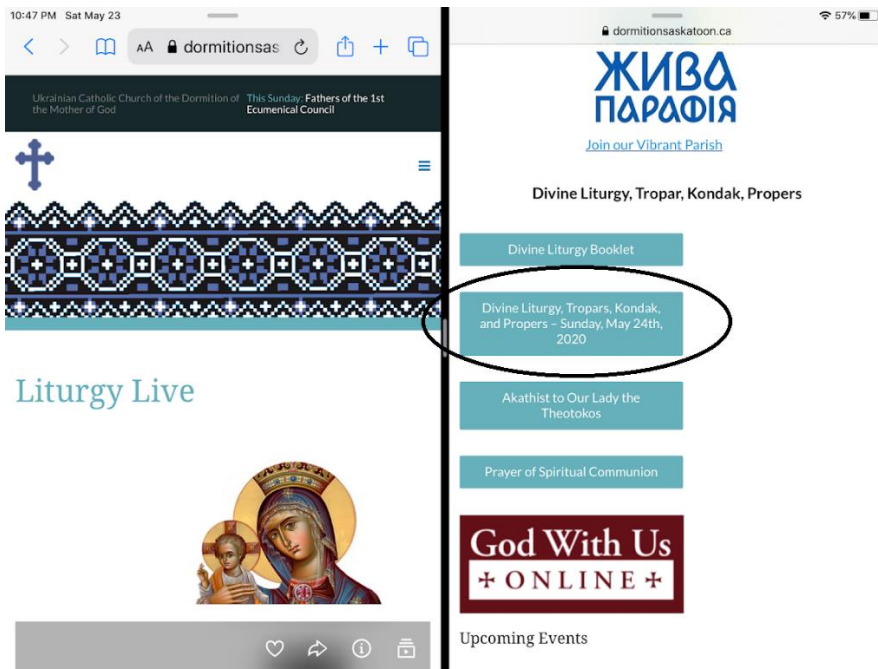 10:47 PM Sat May 23
57%
AA dormitionsas
Ukrainian Catholic Church of the Dormition of
the Mother of God
This Sunday: Fathers of the 1st
Ecumenical Council
Liturgy Live
dormitionsaskatoon.ca
ЖИВА
ПАРАФІЯ
Join our Vibrant Parish
Divine Liturgy, Tropar, Kondak, Propers
Divine Liturgy Booklet
Divine Liturgy, Tropars, Kondak,
and Propers – Sunday, May 24th,
2020
Akathist to Our Lady the
Theotokos
Prayer of Spiritual Communion
God With Us
+ ONLINE +
Upcoming Events